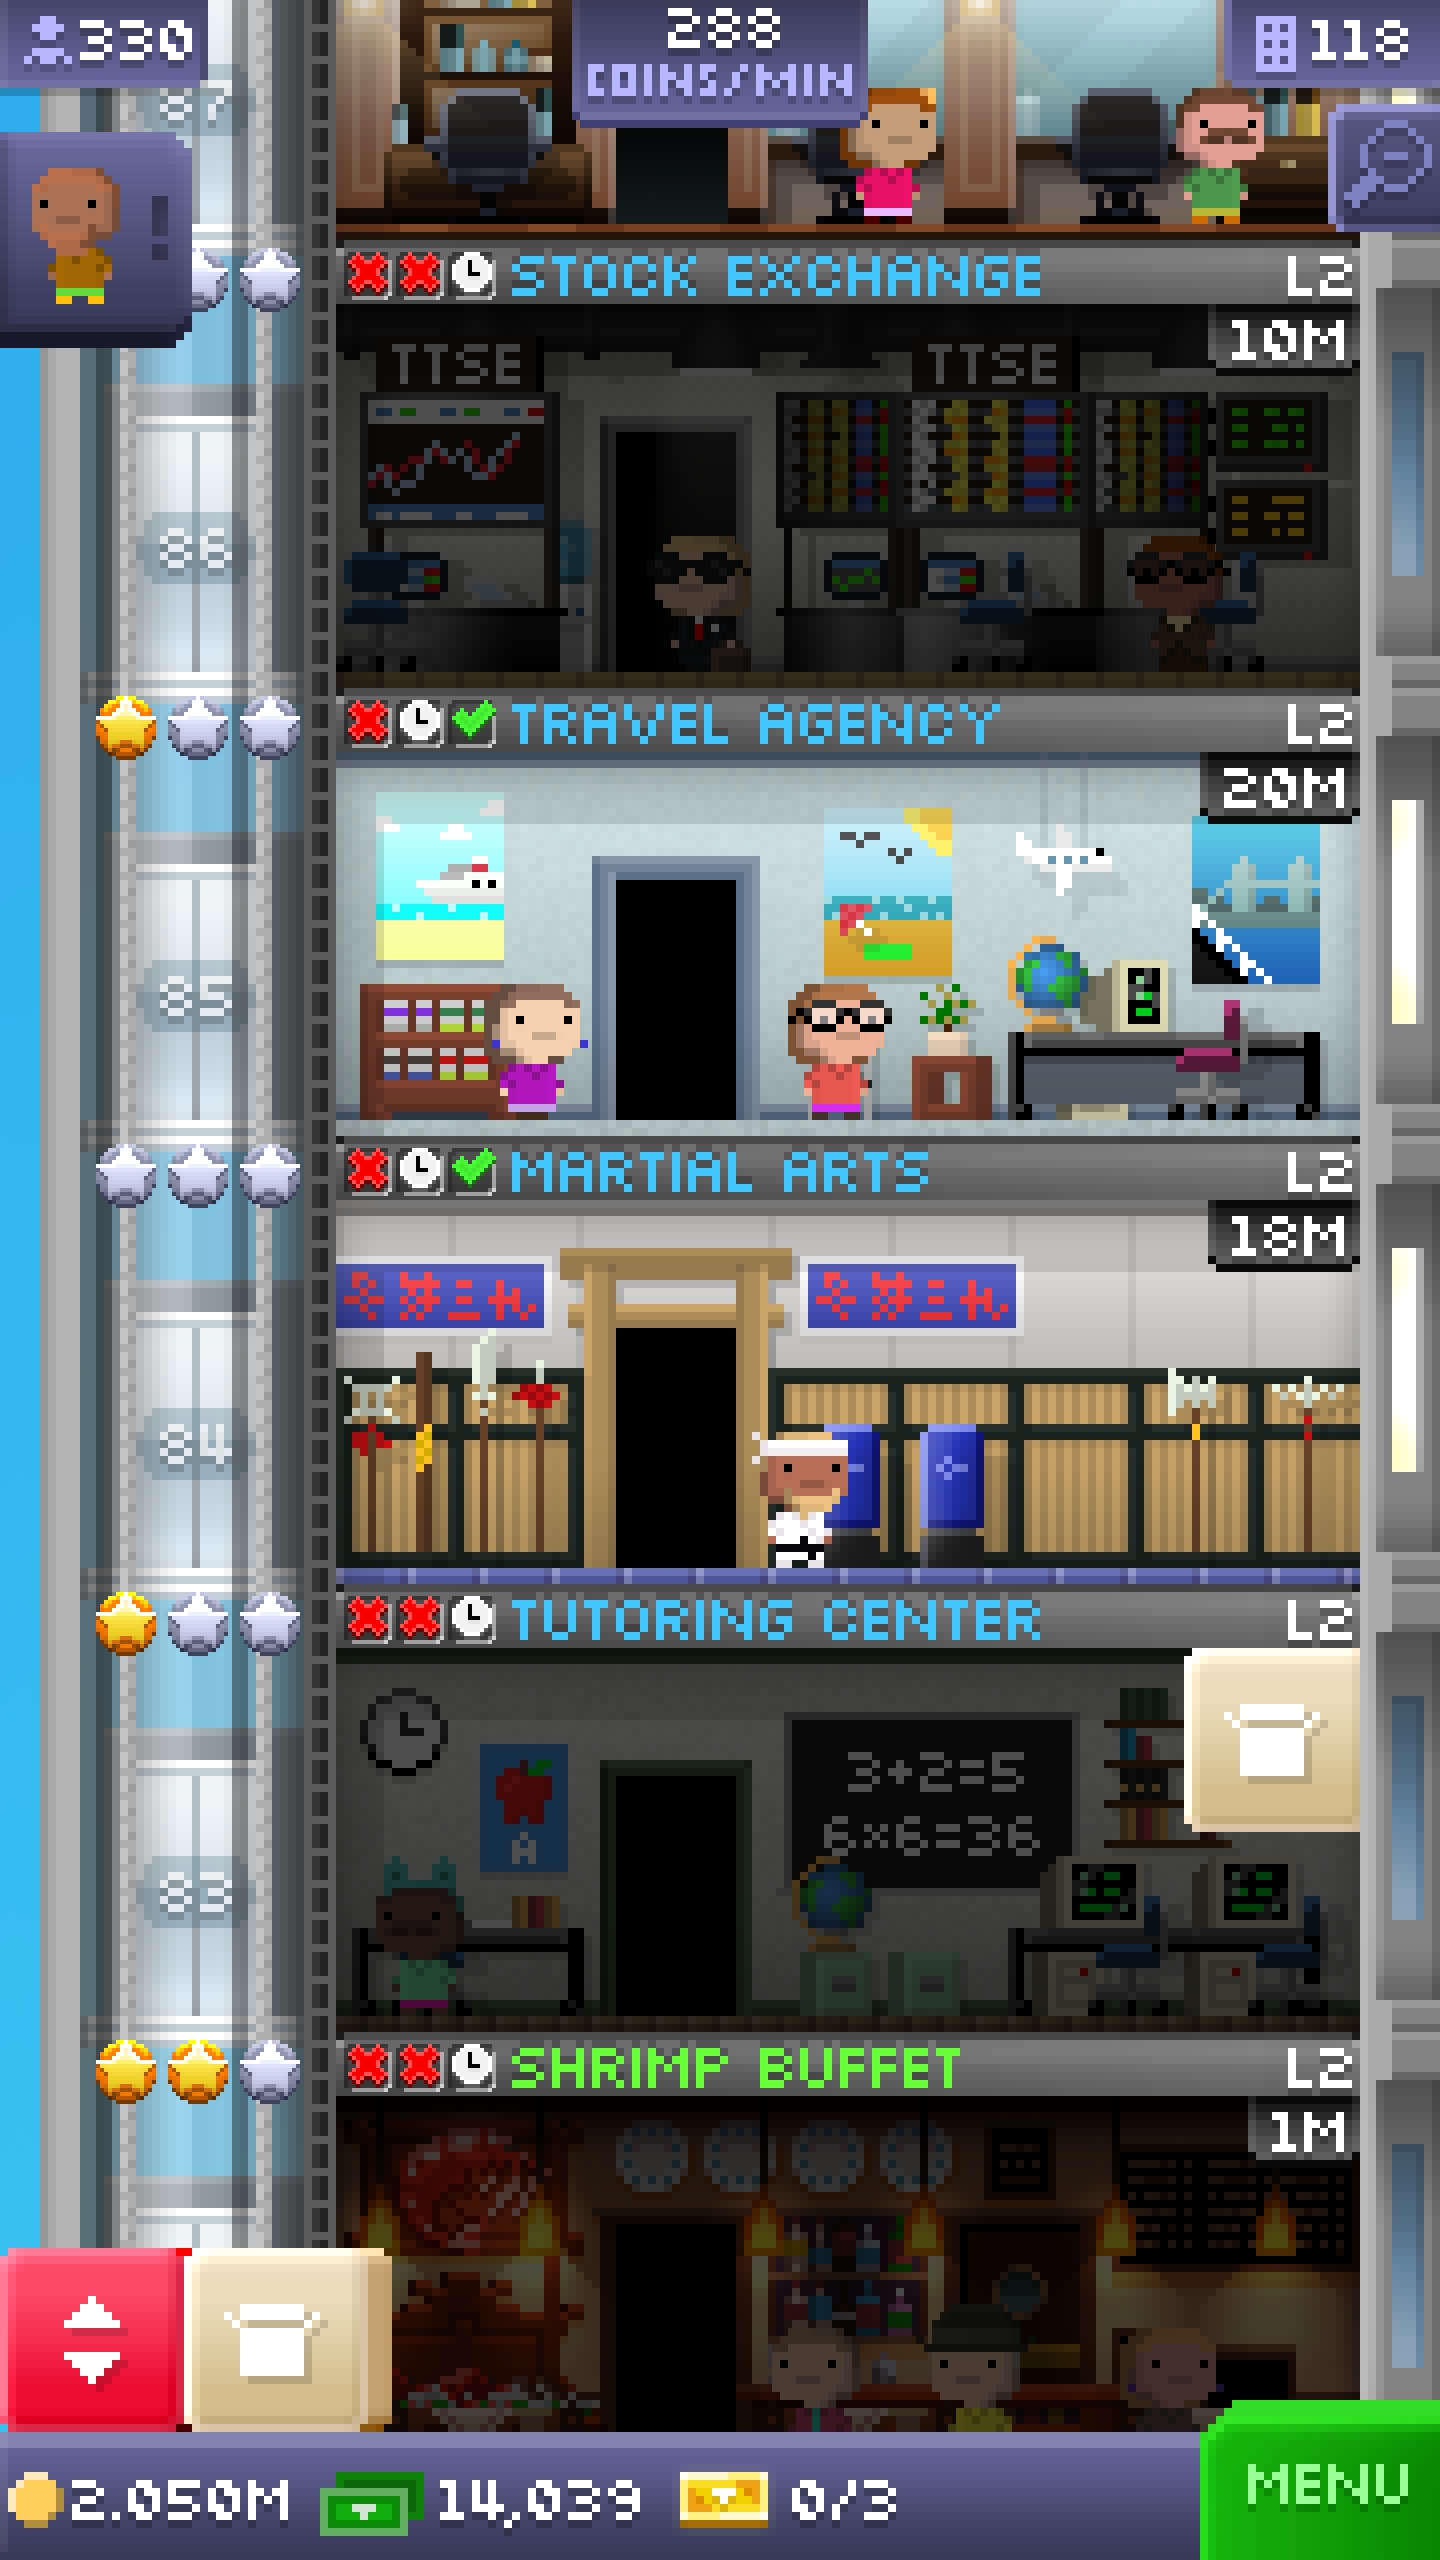 330
288
COINS/MIN
118
87
STOCK EXCHANGE L2
10M
TTSE TTSE
86
TRAVEL AGENCY L2
20M
85
MARTIAL ARTS L2
18M
84
TUTORING CENTER L2
3+2=5
6×6=36
A
83
SHRIMP BUFFET L2
1M
2.050M 14,039 0/3
MENU